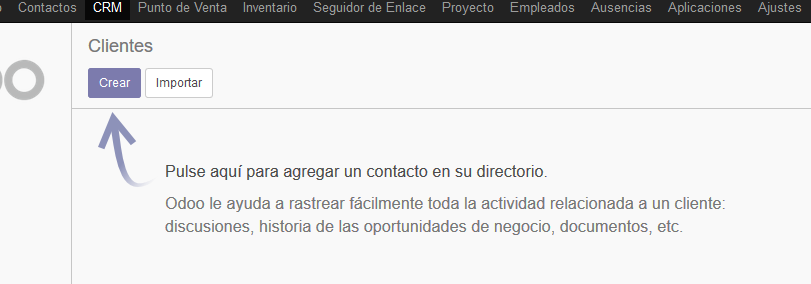 Contactos CRM Punto de Venta Inventario Seguidor de Enlace Proyecto Empleados Ausencias Aplicaciones Ajustes
Clientes
Crear Importar
Pulse aquí para agregar un contacto en su directorio.
Odoo le ayuda a rastrear fácilmente toda la actividad relacionada a un cliente:
discusiones, historia de las oportunidades de negocio, documentos, etc.